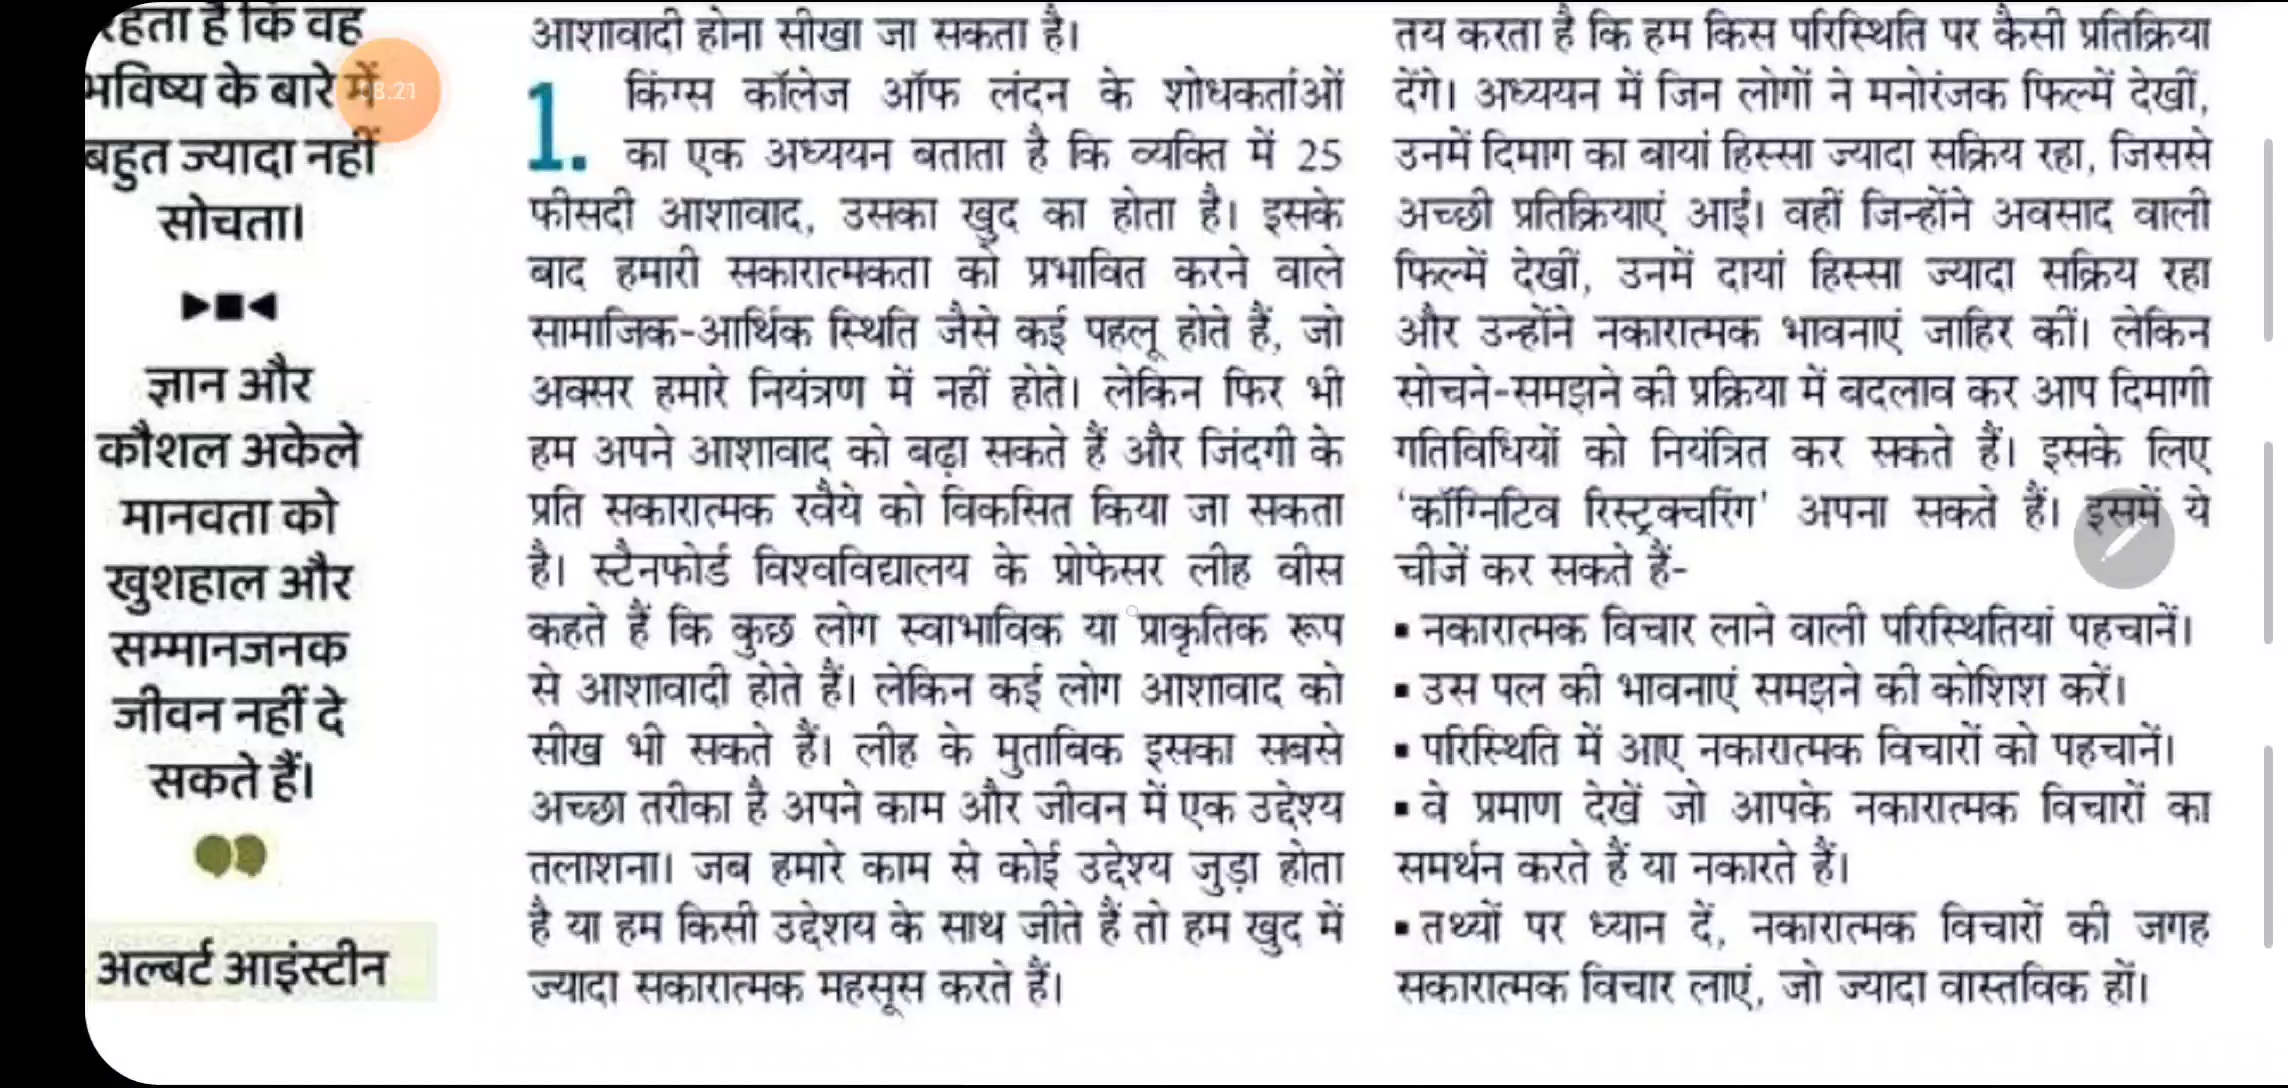 रहता है कि वह
भविष्य के बारे में
बहुत ज्यादा नहीं
सोचता।
ज्ञान और
कौशल अकेले
मानवता को
खुशहाल और
सम्मानजनक
जीवन नहीं दे
सकते हैं।
अल्बर्ट आइंस्टीन
08:21
आशावादी होना सीखा जा सकता है।
1. किंग्स कॉलेज ऑफ लंदन के शोधकर्ताओं
का एक अध्ययन बताता है कि व्यक्ति में 25
फीसदी आशावाद, उसका खुद का होता है। इसके
बाद हमारी सकारात्मकता को प्रभावित करने वाले
सामाजिक-आर्थिक स्थिति जैसे कई पहलू होते हैं, जो
अक्सर हमारे नियंत्रण में नहीं होते। लेकिन फिर भी
हम अपने आशावाद को बढ़ा सकते हैं और जिंदगी के
प्रति सकारात्मक रवैये को विकसित किया जा सकता
है। स्टैनफोर्ड विश्वविद्यालय के प्रोफेसर लीह वीस
कहते हैं कि कुछ लोग स्वाभाविक या प्राकृतिक रूप
से आशावादी होते हैं। लेकिन कई लोग आशावाद को
सीख भी सकते हैं। लीह के मुताबिक इसका सबसे
अच्छा तरीका है अपने काम और जीवन में एक उद्देश्य
तलाशना। जब हमारे काम से कोई उद्देश्य जुड़ा होता
है या हम किसी उद्देशय के साथ जीते हैं तो हम खुद में
ज्यादा सकारात्मक महसूस करते हैं।
तय करता है कि हम किस परिस्थिति पर कैसी प्रतिक्रिया
देंगे। अध्ययन में जिन लोगों ने मनोरंजक फिल्में देखीं,
उनमें दिमाग का बायां हिस्सा ज्यादा सक्रिय रहा, जिससे
अच्छी प्रतिक्रियाएं आईं। वहीं जिन्होंने अवसाद वाली
फिल्में देखीं, उनमें दायां हिस्सा ज्यादा सक्रिय रहा
और उन्होंने नकारात्मक भावनाएं जाहिर कीं। लेकिन
सोचने-समझने की प्रक्रिया में बदलाव कर आप दिमागी
गतिविधियों को नियंत्रित कर सकते हैं। इसके लिए
'कॉग्निटिव रिस्ट्रक्चरिंग' अपना सकते हैं। इसमें ये
चीजें कर सकते हैं-
▪ नकारात्मक विचार लाने वाली परिस्थितियां पहचानें।
▪ उस पल की भावनाएं समझने की कोशिश करें।
▪ परिस्थिति में आए नकारात्मक विचारों को पहचानें।
▪ वे प्रमाण देखें जो आपके नकारात्मक विचारों का
समर्थन करते हैं या नकारते हैं।
▪ तथ्यों पर ध्यान दें, नकारात्मक विचारों की जगह
सकारात्मक विचार लाएं, जो ज्यादा वास्तविक हों।